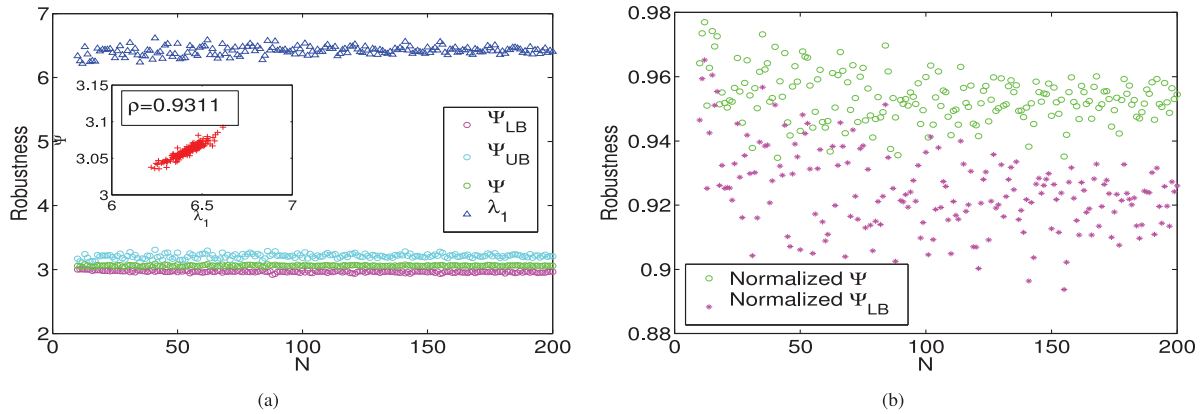 7
6
5
4
3
2
Robustness
0
50
100
150
200
N
3.15
3.1
3.05
3
Ψ
6
6.5
7
λ1
ρ=0.9311
ΨLB
ΨUB
Ψ
λ1
(a)
0.98
0.96
0.94
0.92
0.9
0.88
Robustness
0
50
100
150
200
N
Normalized Ψ
Normalized ΨLB
(b)